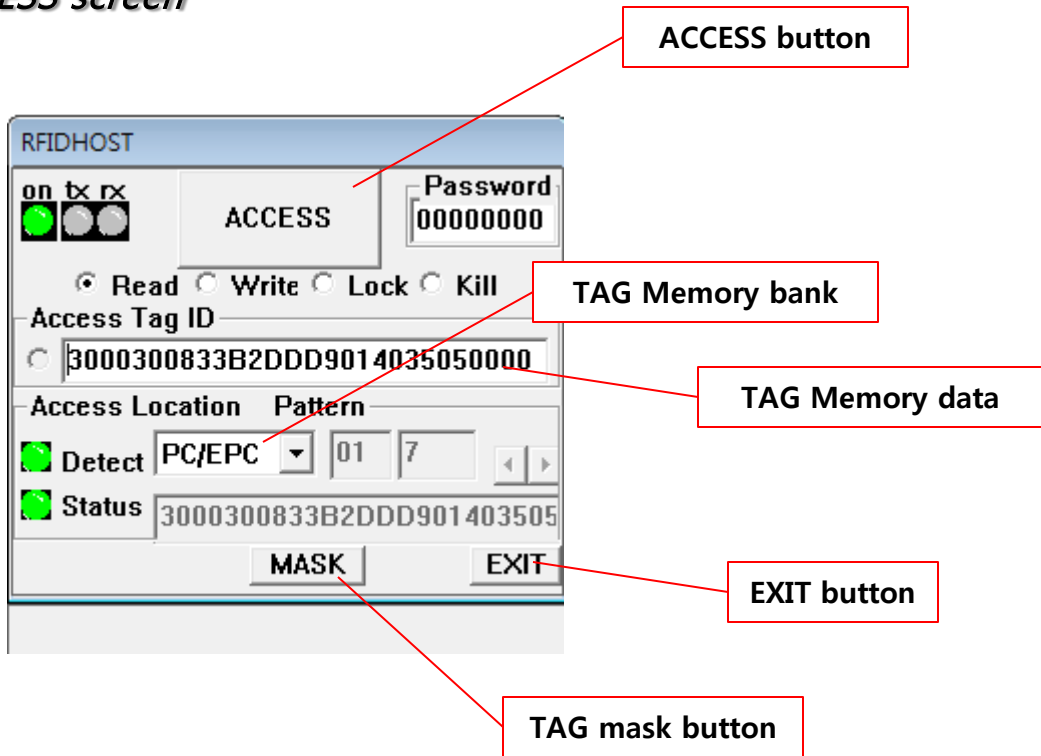 ESS screen
ACCESS button
RFIDHOST
on tx rx
ACCESS
Password
00000000
Read Write Lock Kill
TAG Memory bank
Access Tag ID
3000300833B2DDD9014035050000
TAG Memory data
Access Location Pattern
Detect PC/EPC 01 7
Status 3000300833B2DDD901403505
MASK EXIT
EXIT button
TAG mask button